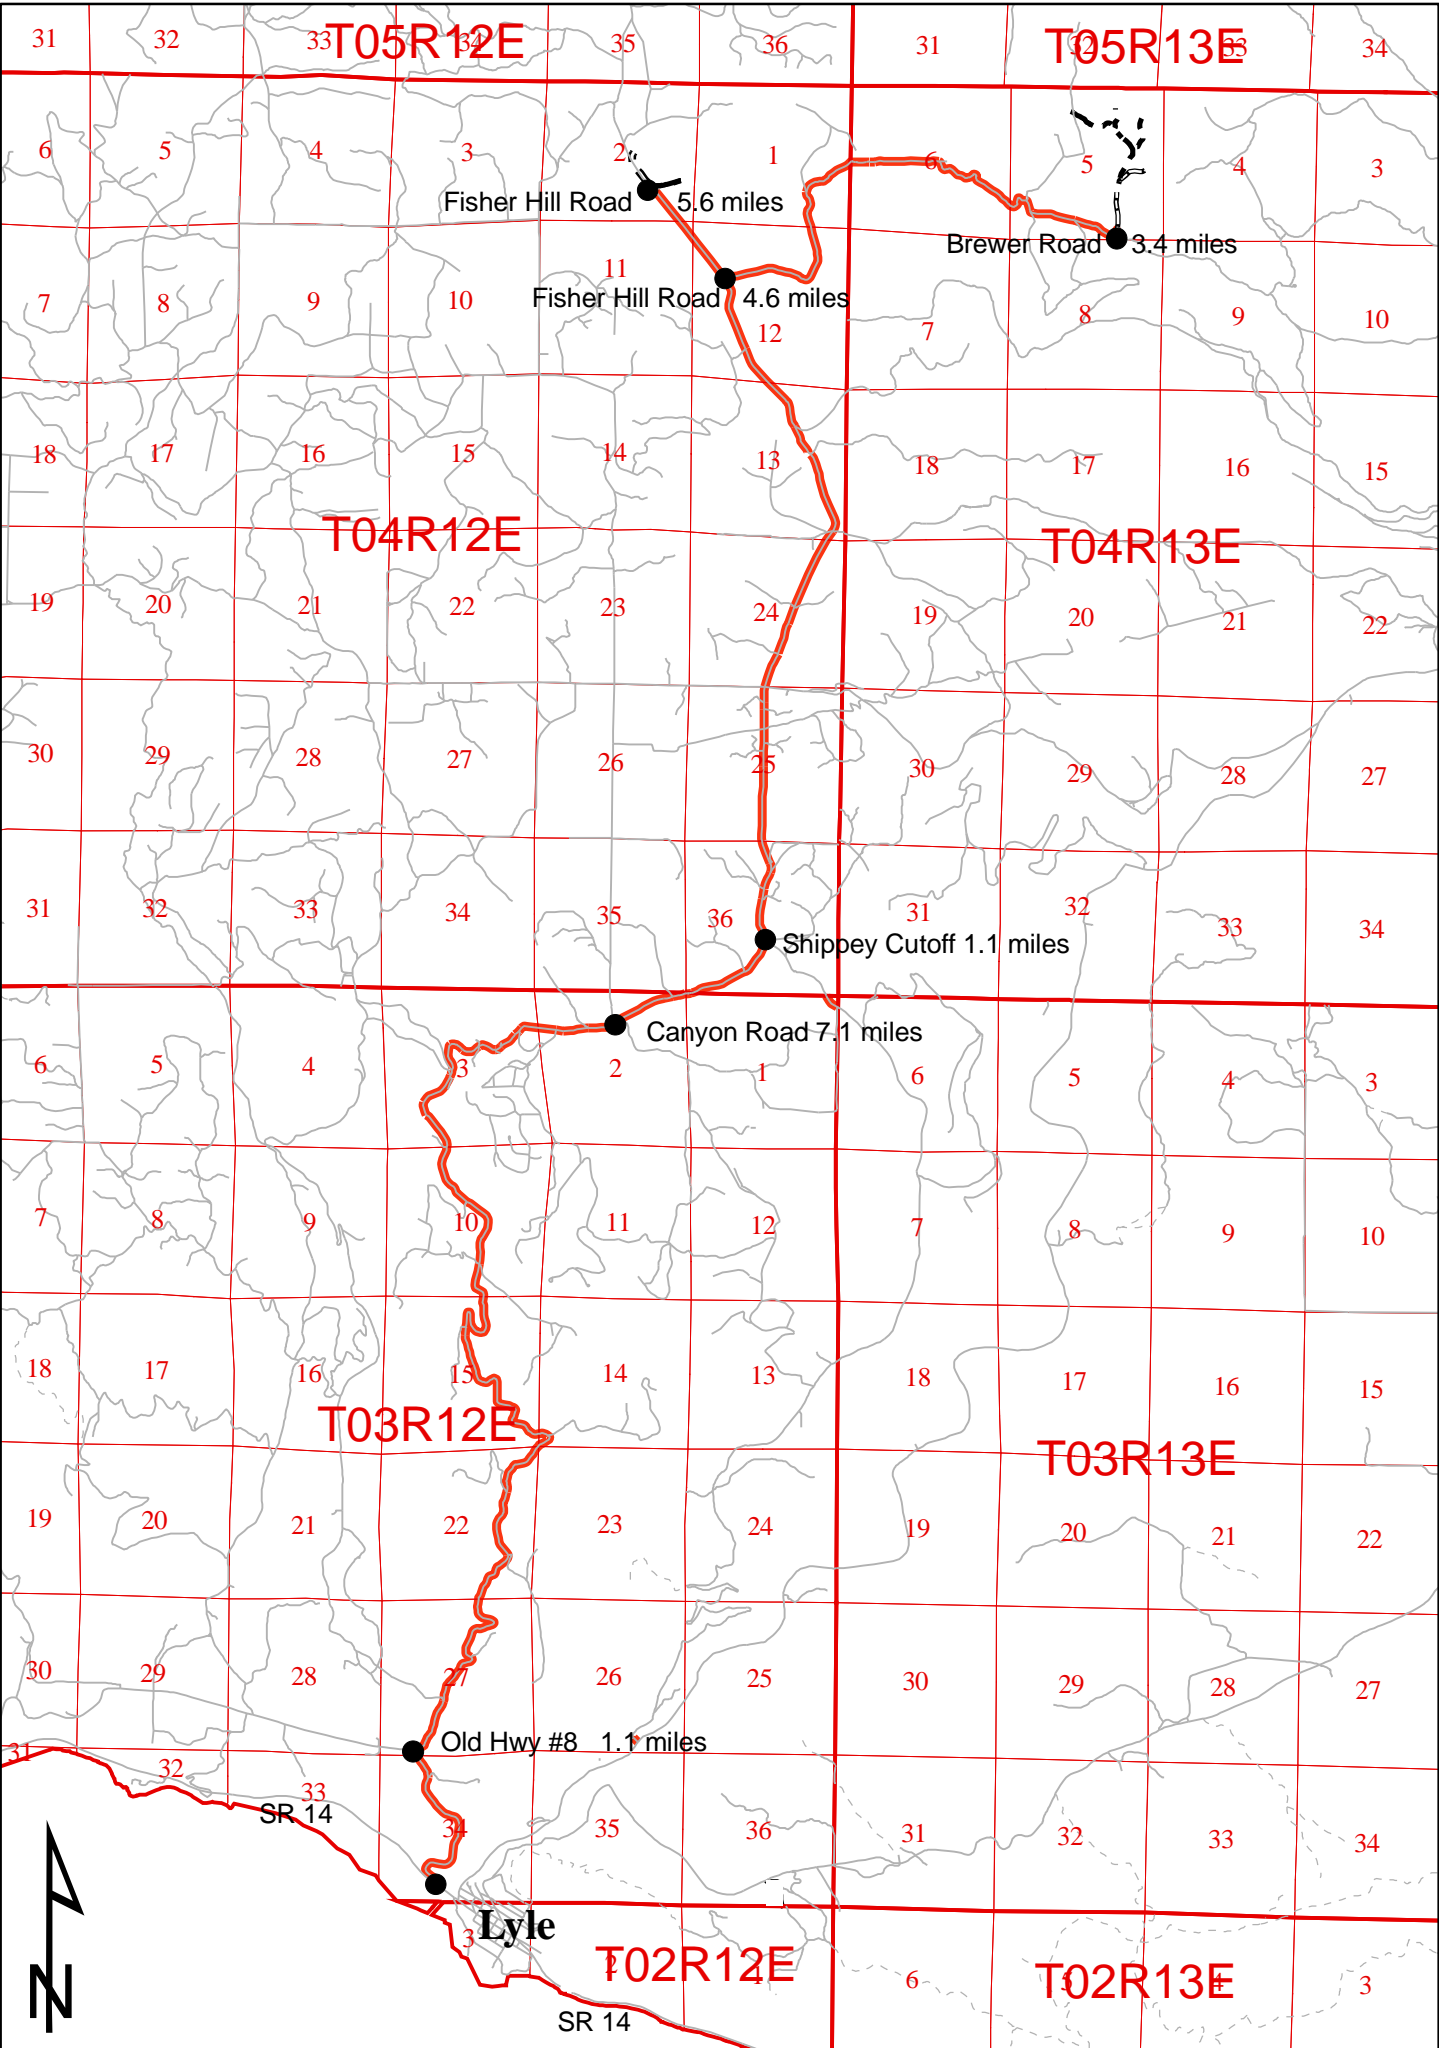 31 32 33 34 35 36 31 32 33 34
T05R12E T05R13E
6 5 4 3 2 1 6 5 4 3
Fisher Hill Road 5.6 miles
Brewer Road 3.4 miles
7 8 9 10 11 12 7 8 9 10
Fisher Hill Road 4.6 miles
18 17 16 15 14 13 18 17 16 15
T04R12E T04R13E
19 20 21 22 23 24 19 20 21 22
30 29 28 27 26 25 30 29 28 27
31 32 33 34 35 36 31 32 33 34
Shippey Cutoff 1.1 miles
Canyon Road 7.1 miles
6 5 4 3 2 1 6 5 4 3
7 8 9 10 11 12 7 8 9 10
18 17 16 15 14 13 18 17 16 15
T03R12E T03R13E
19 20 21 22 23 24 19 20 21 22
30 29 28 27 26 25 30 29 28 27
Old Hwy #8 1.1 miles
31 32 33 34 35 36 31 32 33 34
SR 14
Lyle
3 2 1 6 5 4 3
T02R12E T02R13E
N
SR 14